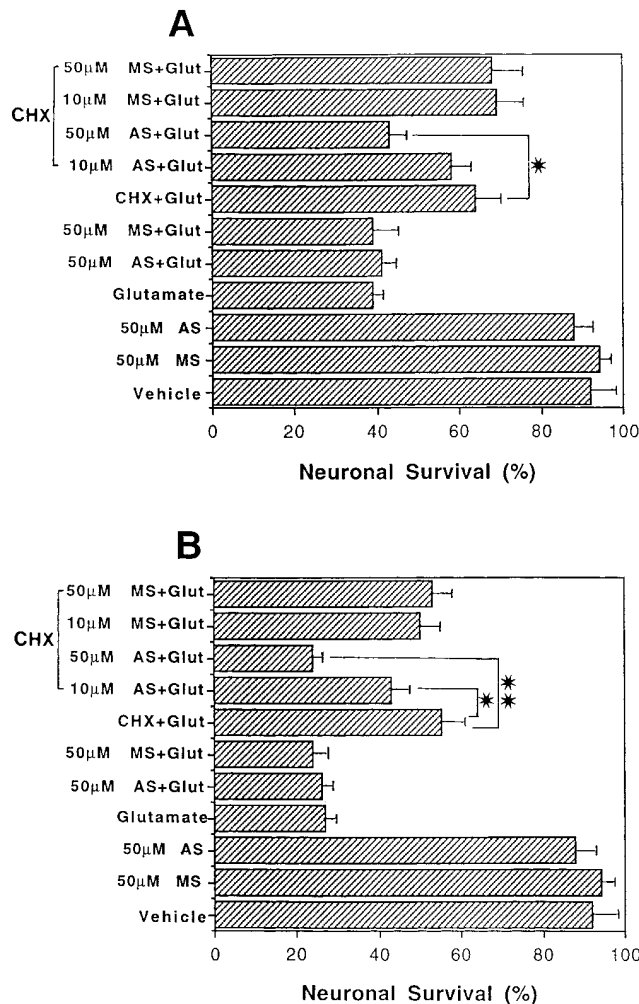 A
CHX
50μM MS+Glut
10μM MS+Glut
50μM AS+Glut
10μM AS+Glut
CHX+Glut
50μM MS+Glut
50μM AS+Glut
Glutamate
50μM AS
50μM MS
Vehicle
0 20 40 60 80 100
Neuronal Survival (%)
B
CHX
50μM MS+Glut
10μM MS+Glut
50μM AS+Glut
10μM AS+Glut
CHX+Glut
50μM MS+Glut
50μM AS+Glut
Glutamate
50μM AS
50μM MS
Vehicle
0 20 40 60 80 100
Neuronal Survival (%)